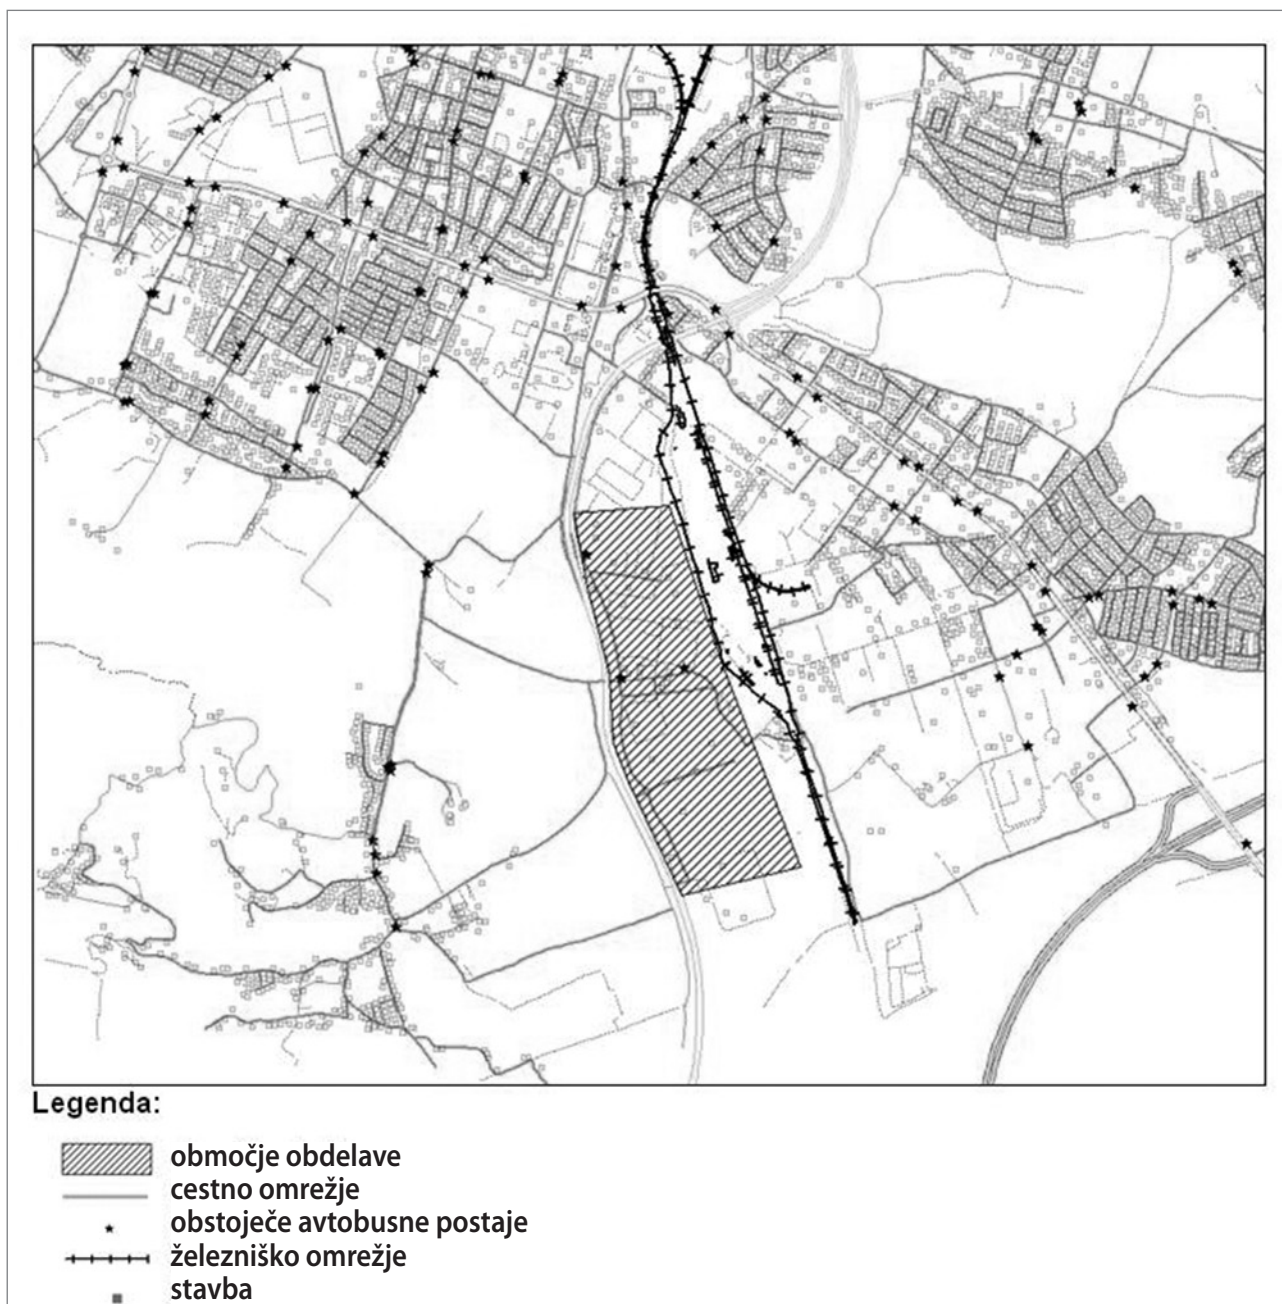 Legenda:
območje obdelave
cestno omrežje
obstoječe avtobusne postaje
železniško omrežje
stavba